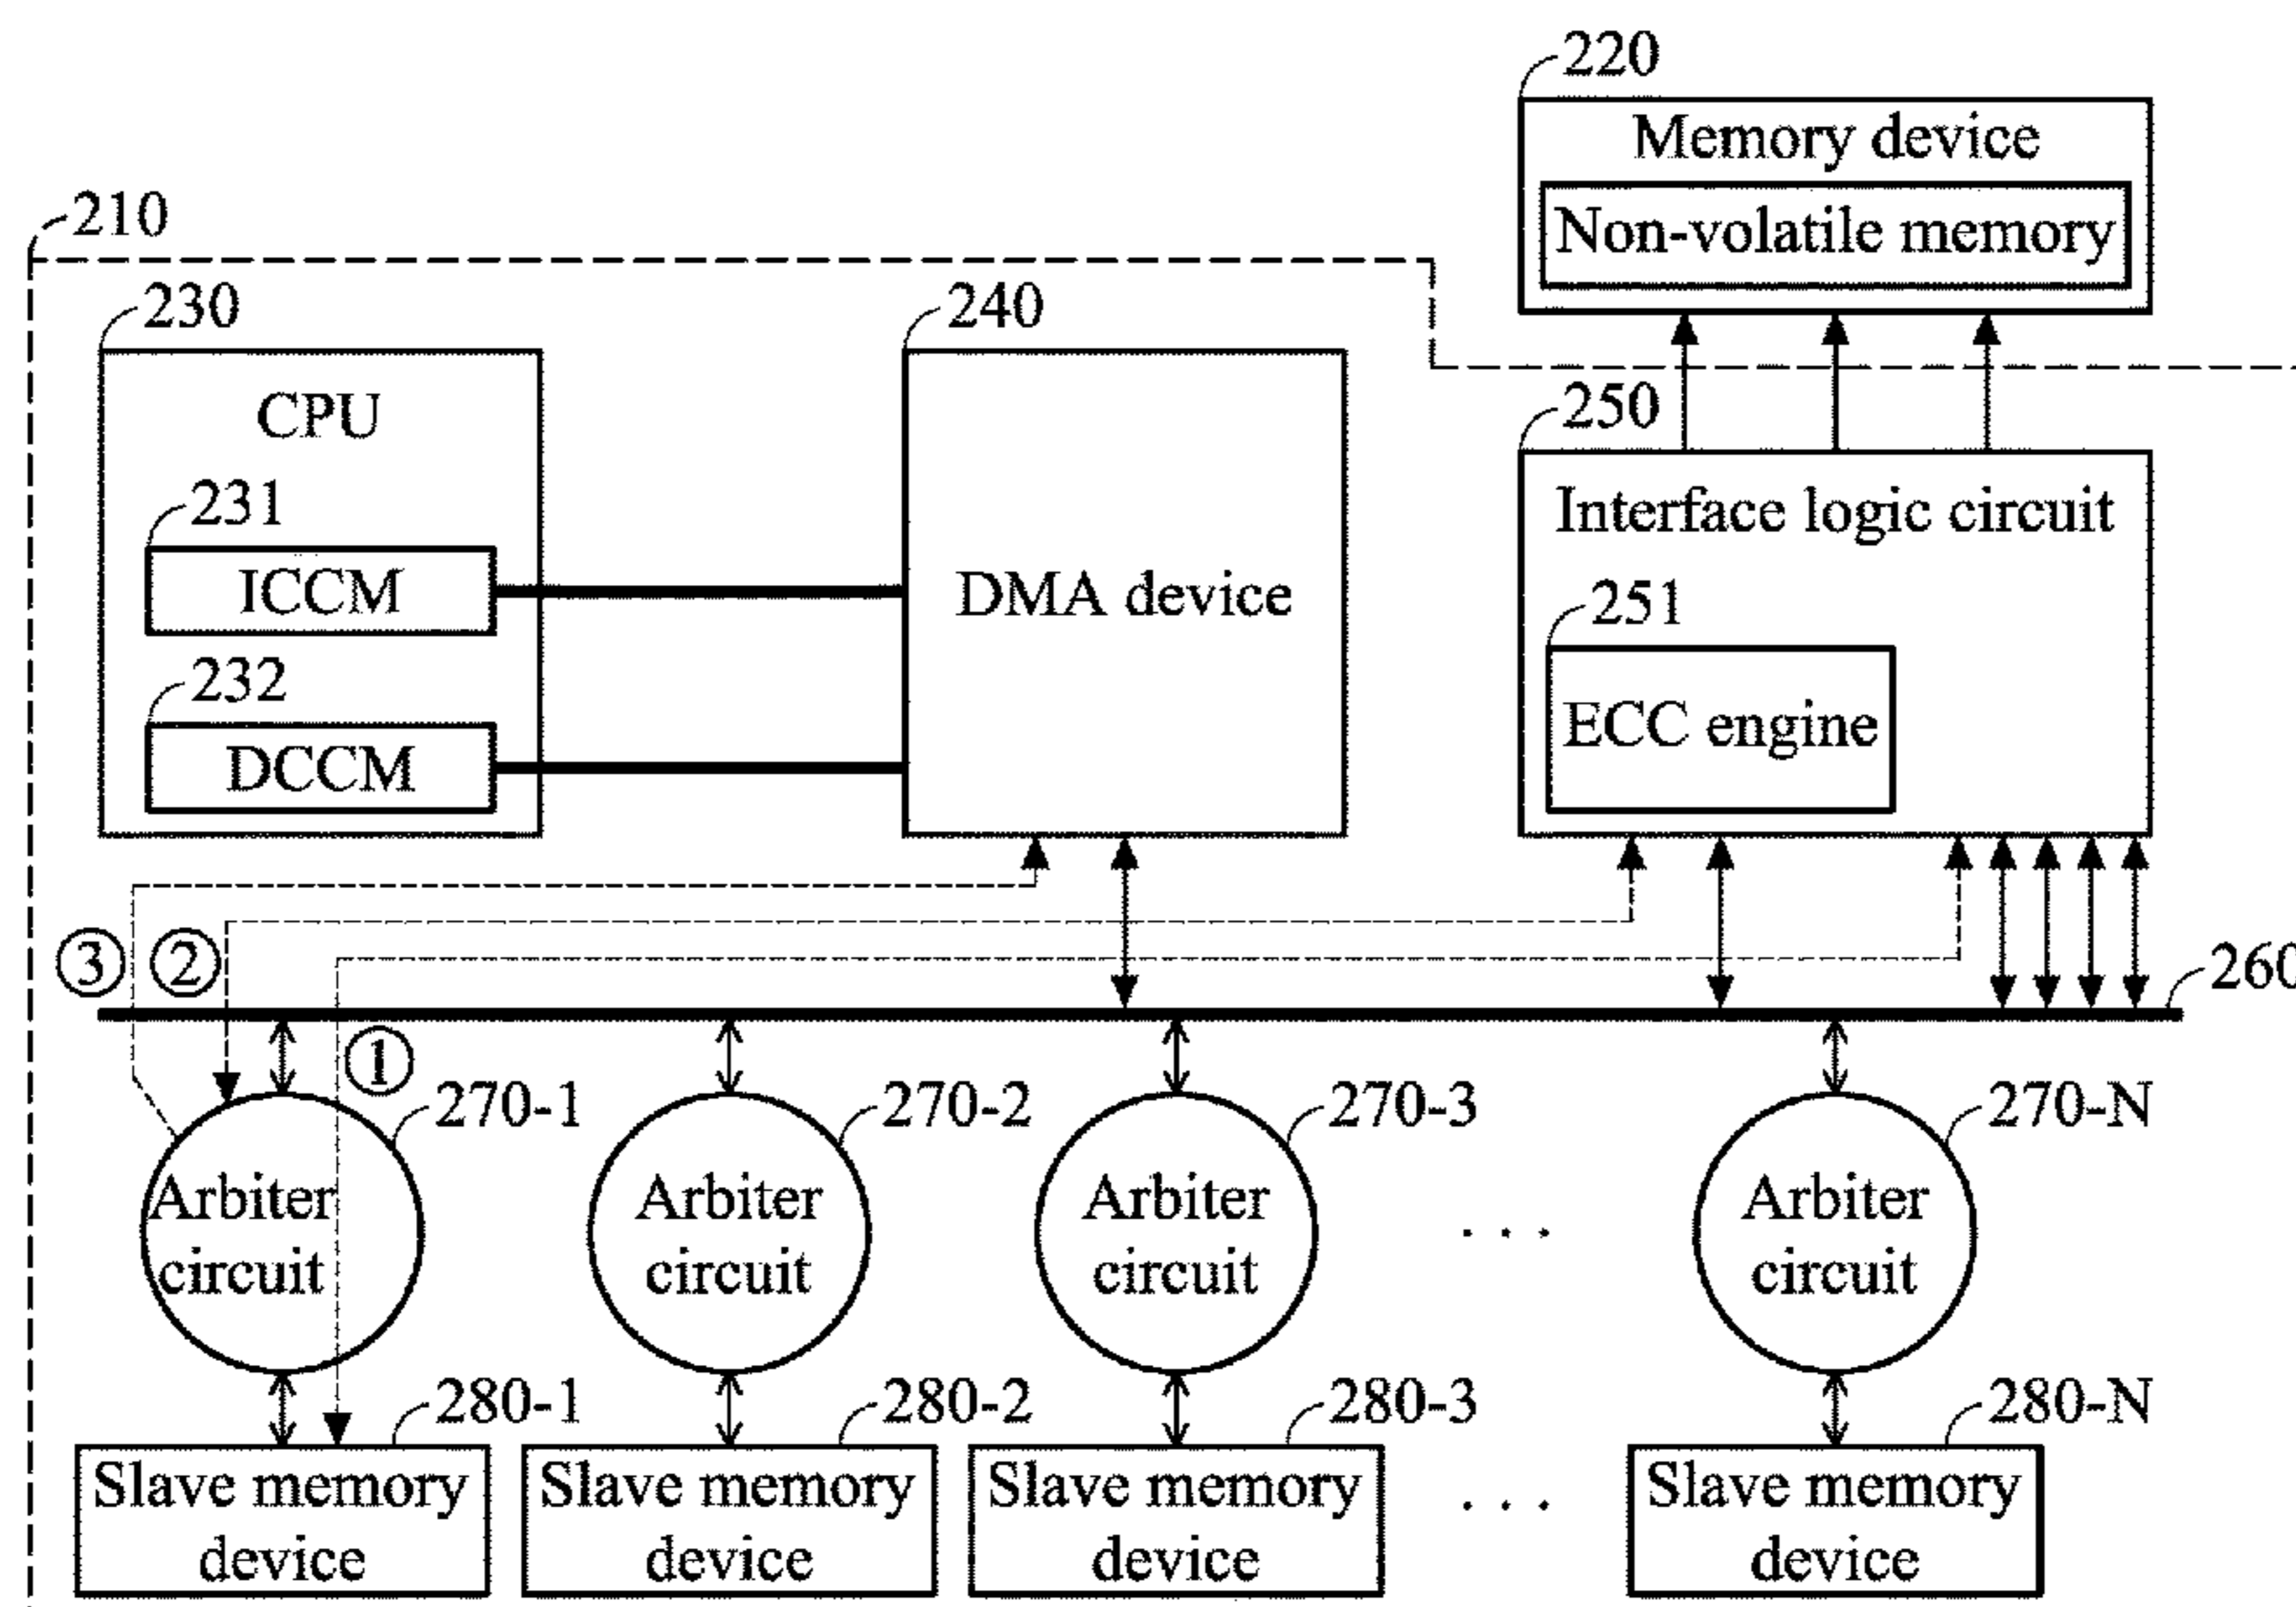 220
Memory device
Non-volatile memory
210
230
240
CPU
250
Interface logic circuit
231
ICCM
DMA device
251
ECC engine
232
DCCM
③
②
260
①
270-1
270-2
270-3
270-N
Arbiter
circuit
Arbiter
circuit
Arbiter
circuit
. . .
Arbiter
circuit
280-1
280-2
280-3
280-N
Slave memory
device
Slave memory
device
Slave memory
device
. . .
Slave memory
device